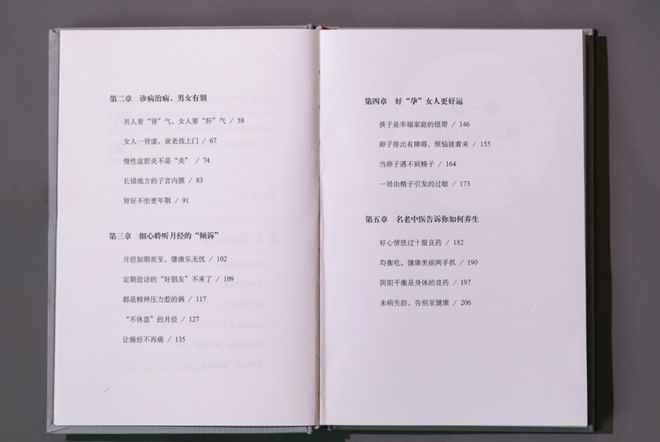 第二章 诊病治病，男女有别
男人要“肾”气，女人要“肝”气 / 58
女人一肾虚，衰老找上门 / 67
慢性盆腔炎不是“炎” / 74
长错地方的子宫内膜 / 83
肾好不怕更年期 / 91
第三章 细心聆听月经的“倾诉”
月经如期而至，健康乐无忧 / 102
定期造访的“好朋友”不来了 / 109
都是精神压力惹的祸 / 117
“不休息”的月经 / 127
让痛经不再痛 / 135
第四章 好“孕”女人更好运
孩子是幸福家庭的纽带 / 146
卵子排出有障碍，烦恼接着来 / 155
当卵子遇不到精子 / 164
一场由精子引发的过敏 / 173
第五章 名老中医告诉你如何养生
好心情胜过十服良药 / 182
均衡吃，健康美丽两手抓 / 190
阴阳平衡是身体的良药 / 197
未病先防，告别亚健康 / 206